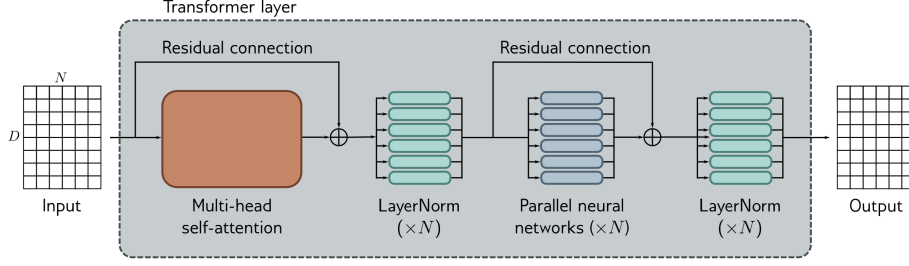 Transformer layer
Residual connection
Residual connection
N
D
Input
Multi-head
self-attention
LayerNorm
(×N)
Parallel neural
networks (×N)
LayerNorm
(×N)
Output